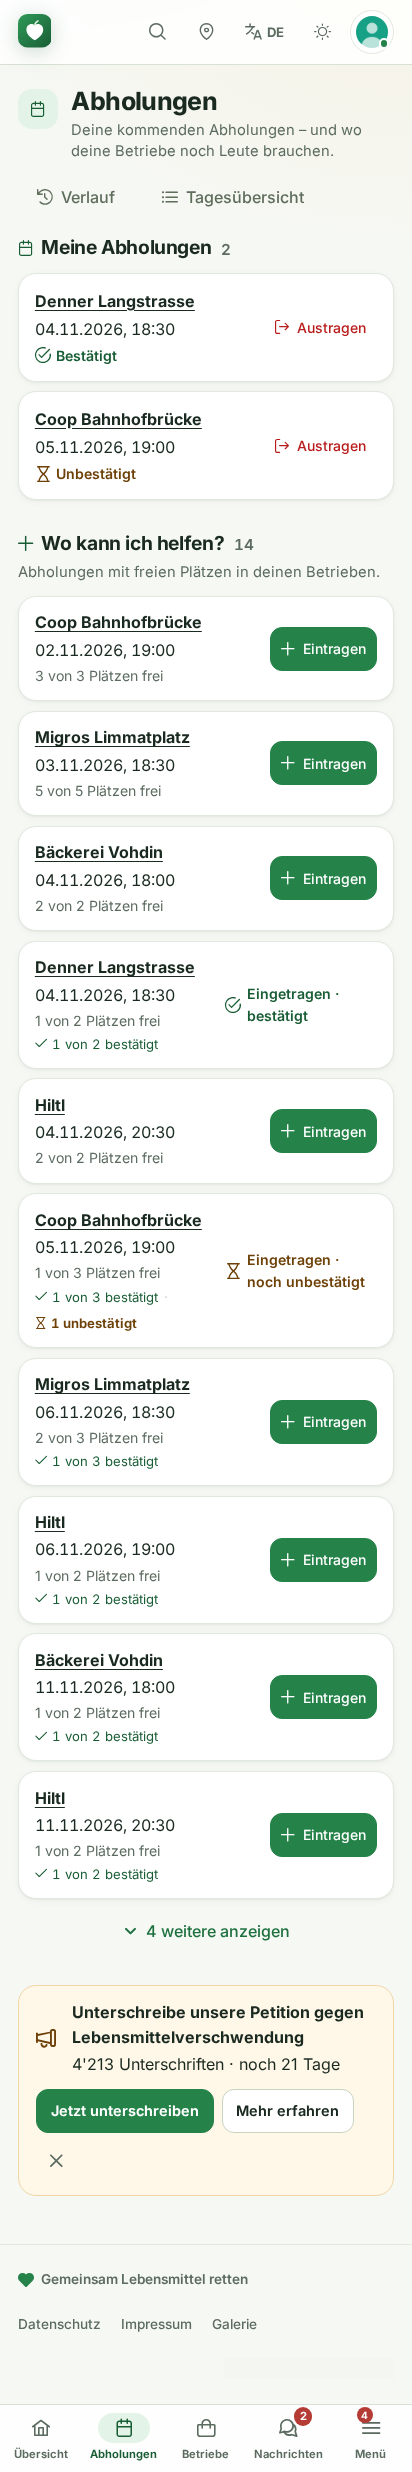 DE
Abholungen
Deine kommenden Abholungen – und wo
deine Betriebe noch Leute brauchen.
Verlauf
Tagesübersicht
Meine Abholungen 2
Denner Langstrasse
04.11.2026, 18:30
Bestätigt
Austragen
Coop Bahnhofbrücke
05.11.2026, 19:00
Unbestätigt
Austragen
Wo kann ich helfen? 14
Abholungen mit freien Plätzen in deinen Betrieben.
Coop Bahnhofbrücke
02.11.2026, 19:00
3 von 3 Plätzen frei
Eintragen
Migros Limmatplatz
03.11.2026, 18:30
5 von 5 Plätzen frei
Eintragen
Bäckerei Vohdin
04.11.2026, 18:00
2 von 2 Plätzen frei
Eintragen
Denner Langstrasse
04.11.2026, 18:30
1 von 2 Plätzen frei
1 von 2 bestätigt
Eingetragen ·
bestätigt
Hiltl
04.11.2026, 20:30
2 von 2 Plätzen frei
Eintragen
Coop Bahnhofbrücke
05.11.2026, 19:00
1 von 3 Plätzen frei
1 von 3 bestätigt ·
1 unbestätigt
Eingetragen ·
noch unbestätigt
Migros Limmatplatz
06.11.2026, 18:30
2 von 3 Plätzen frei
1 von 3 bestätigt
Eintragen
Hiltl
06.11.2026, 19:00
1 von 2 Plätzen frei
1 von 2 bestätigt
Eintragen
Bäckerei Vohdin
11.11.2026, 18:00
1 von 2 Plätzen frei
1 von 2 bestätigt
Eintragen
Hiltl
11.11.2026, 20:30
1 von 2 Plätzen frei
1 von 2 bestätigt
Eintragen
4 weitere anzeigen
Unterschreibe unsere Petition gegen
Lebensmittelverschwendung
4'213 Unterschriften · noch 21 Tage
Jetzt unterschreiben
Mehr erfahren
Gemeinsam Lebensmittel retten
Datenschutz Impressum Galerie
Übersicht
Abholungen
Betriebe
2
Nachrichten
4
Menü